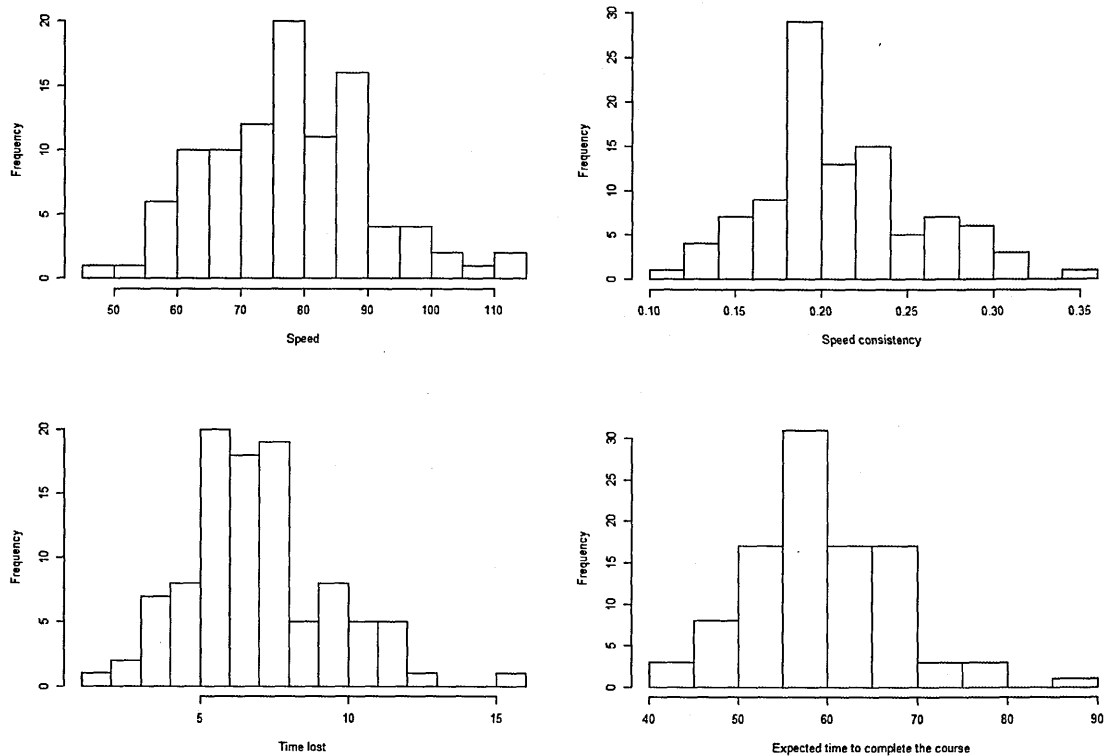 Frequency
0 5 10 15 20
50 60 70 80 90 100 110
Speed
Frequency
0 5 10 15 20 25 30
0.10 0.15 0.20 0.25 0.30 0.35
Speed consistency
Frequency
0 5 10 15 20
5 10 15
Time lost
Frequency
0 5 10 15 20 25 30
40 50 60 70 80 90
Expected time to complete the course